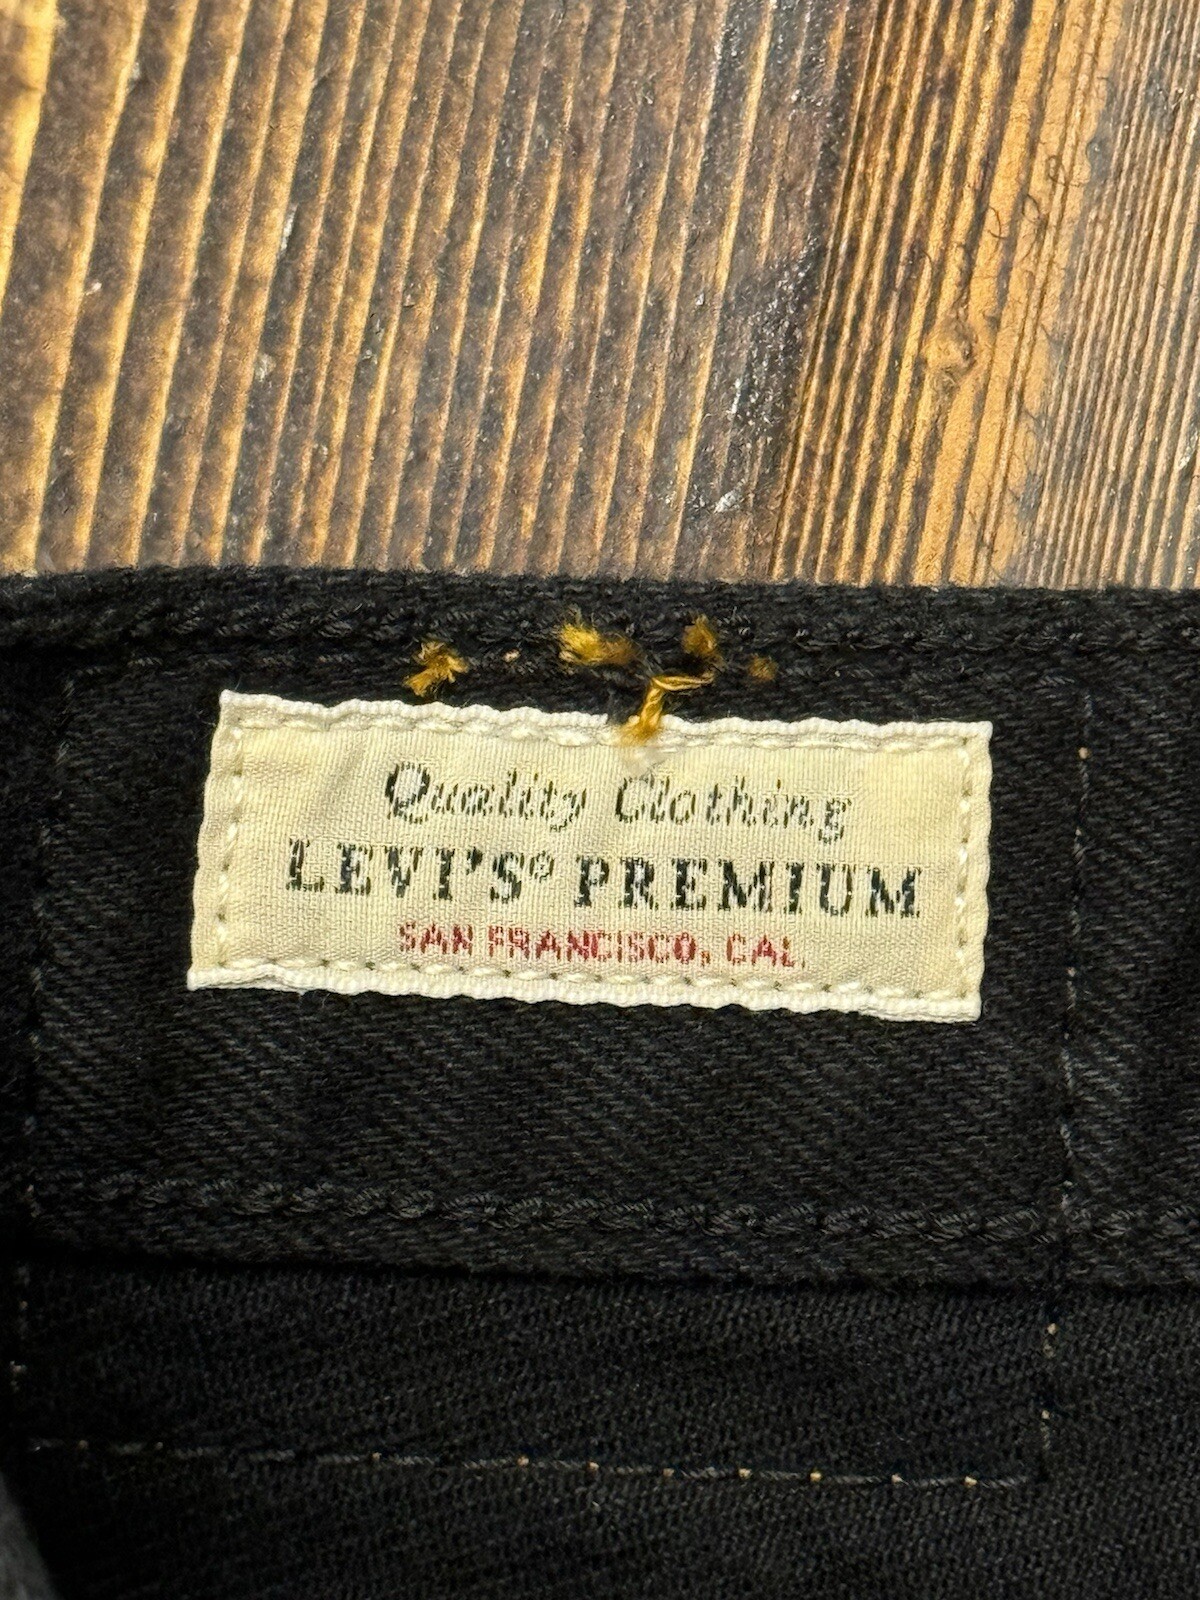 Quality Clothing
LEVI'S® PREMIUM
SAN FRANCISCO, CAL.